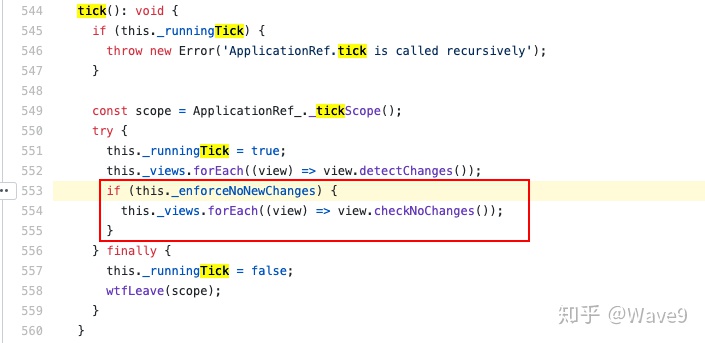 544 tick(): void {
545 if (this._runningTick) {
546 throw new Error('ApplicationRef.tick is called recursively');
547 }
548
549 const scope = ApplicationRef_._tickScope();
550 try {
551 this._runningTick = true;
552 this._views.forEach((view) => view.detectChanges());
553 if (this._enforceNoNewChanges) {
554 this._views.forEach((view) => view.checkNoChanges());
555 }
556 } finally {
557 this._runningTick = false;
558 wtfLeave(scope);
559 }
560 }
知乎 @Wave9